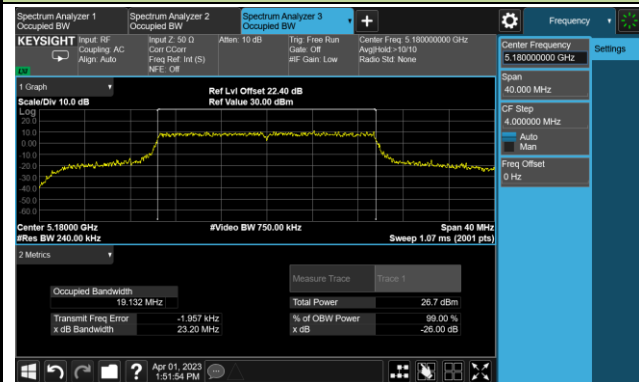 Spectrum Analyzer 1
Occupied BW
Spectrum Analyzer 2
Occupied BW
Spectrum Analyzer 3
Occupied BW
Frequency
KEYSIGHT
Input: RF
Coupling: AC
Align: Auto
Input Z: 50 Ω
Corr CCorr
Freq Ref: Int (S)
NFE: Off
Atten: 10 dB
Trig: Free Run
Gate: Off
#IF Gain: Low
Center Freq: 5.180000000 GHz
Avg|Hold:>10/10
Radio Std: None
Center Frequency
5.180000000 GHz
Settings
Span
40.000 MHz
CF Step
4.000000 MHz
Auto
Man
Freq Offset
0 Hz
1 Graph
Scale/Div 10.0 dB
Ref Lvl Offset 22.40 dB
Ref Value 30.00 dBm
Log
20.0
10.0
0.00
-10.0
-20.0
-30.0
-40.0
-50.0
-60.0
Center 5.18000 GHz
#Res BW 240.00 kHz
#Video BW 750.00 kHz
Span 40 MHz
Sweep 1.07 ms (2001 pts)
2 Metrics
Measure Trace
Trace 1
Occupied Bandwidth
19.132 MHz
Total Power
26.7 dBm
Transmit Freq Error
-1.957 kHz
% of OBW Power
99.00 %
x dB Bandwidth
23.20 MHz
x dB
-26.00 dB
?
Apr 01, 2023
1:51:54 PM